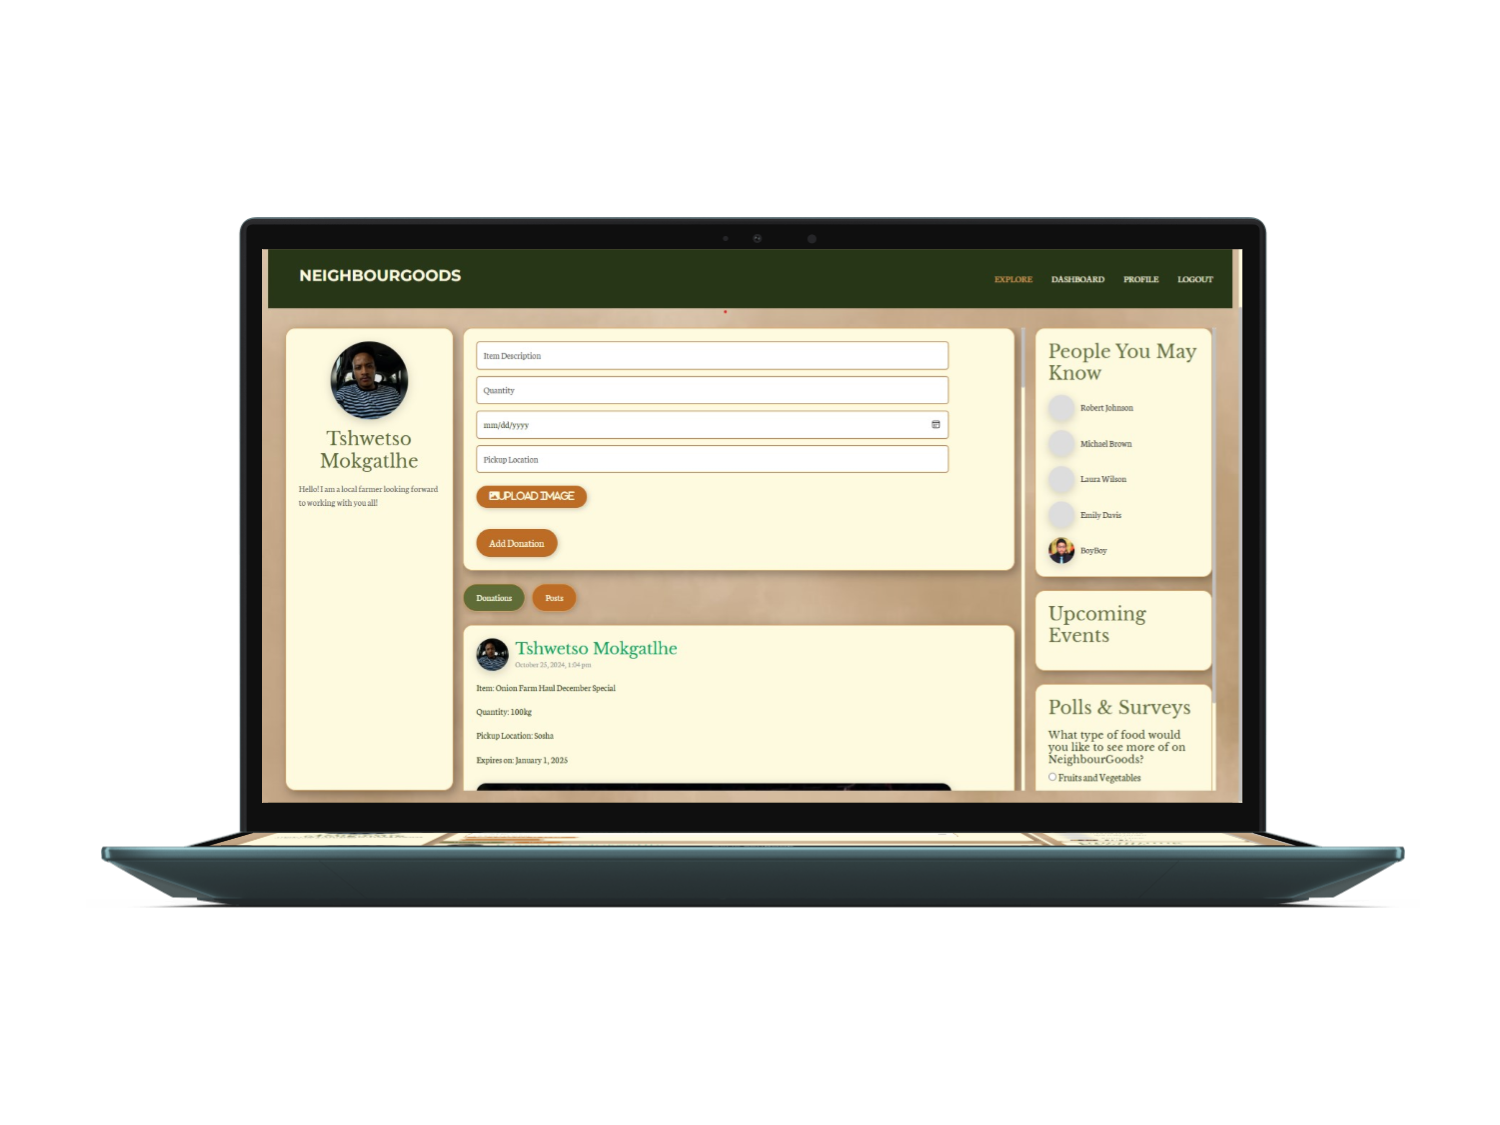 NEIGHBOURGOODS
EXPLORE DASHBOARD PROFILE LOGOUT
Tshwetso
Mokgatlhe
Hello! I am a local farmer looking forward
to working with you all!
Item Description
Quantity
mm/dd/yyyy
Pickup Location
UPLOAD IMAGE
Add Donation
Donations Posts
Tshwetso Mokgatlhe
October 25, 2024, 1:04 pm
Item: Onion Farm Haul December Special
Quantity: 100kg
Pickup Location: Sosha
Expires on: January 1, 2025
People You May
Know
Robert Johnson
Michael Brown
Laura Wilson
Emily Davis
BoyBoy
Upcoming
Events
Polls & Surveys
What type of food would
you like to see more of on
NeighbourGoods?
Fruits and Vegetables